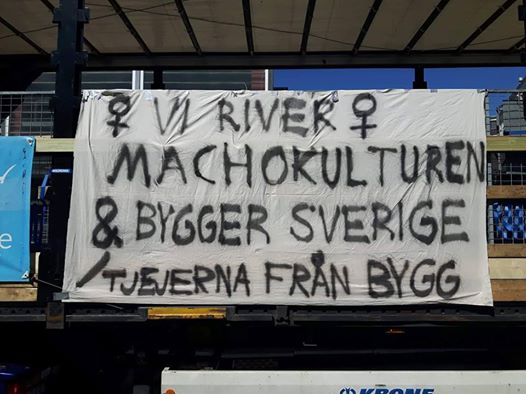 ♀ VI RIVER ♀
MACHOKULTUREN
& BYGGER SVERIGE
/TJEJERNA FRÅN BYGG
e
KRONE